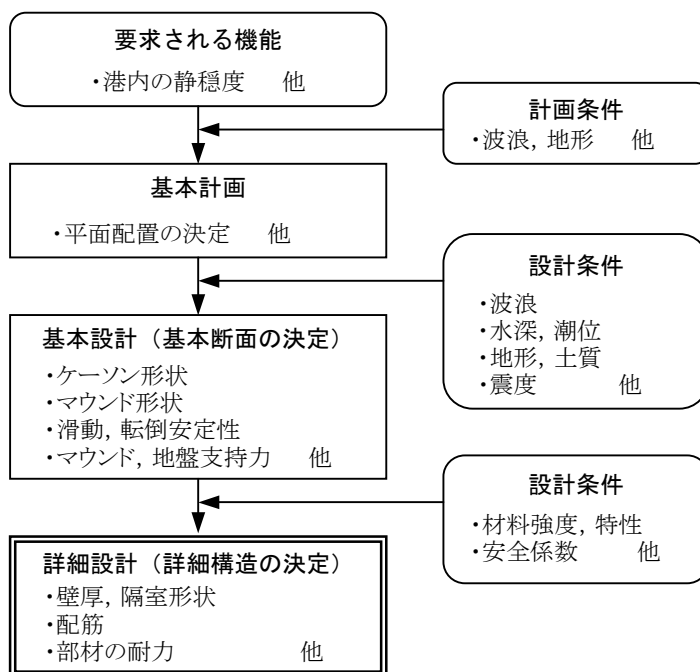 要求される機能
・港内の静穏度　他
計画条件
・波浪, 地形　他
基本計画
・平面配置の決定　他
設計条件
・波浪
・水深, 潮位
・地形, 土質
・震度　他
基本設計（基本断面の決定）
・ケーソン形状
・マウンド形状
・滑動, 転倒安定性
・マウンド, 地盤支持力　他
設計条件
・材料強度, 特性
・安全係数　他
詳細設計（詳細構造の決定）
・壁厚, 隔室形状
・配筋
・部材の耐力　他